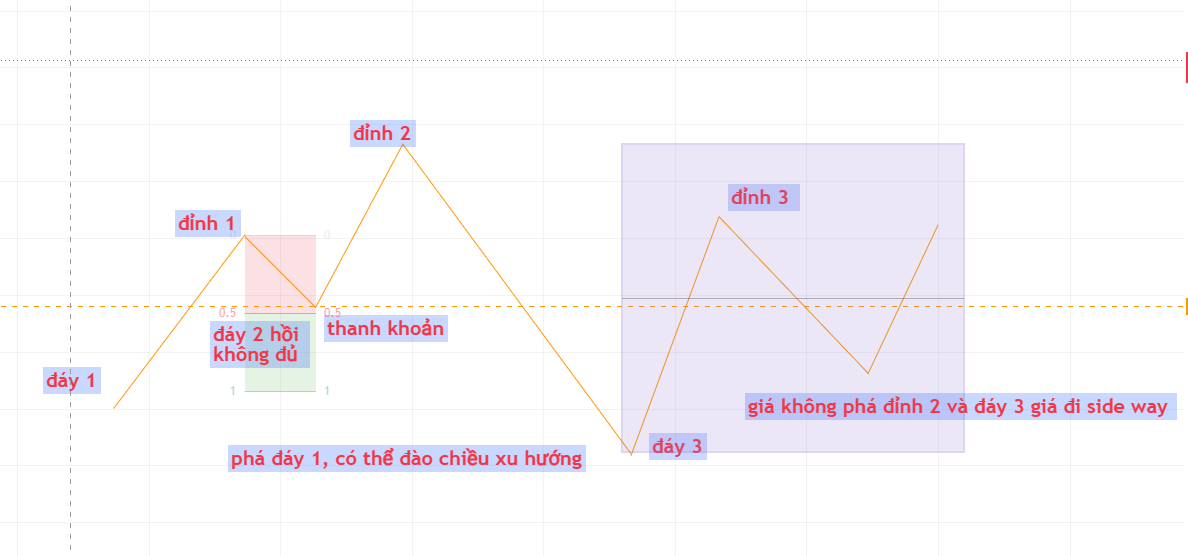 đỉnh 2
đỉnh 1
0
đỉnh 3
0.5
0.5
đáy 2 hồi
không đủ
thanh khoản
đáy 1
1
1
giá không phá đỉnh 2 và đáy 3 giá đi side way
phá đáy 1, có thể đào chiều xu hướng
đáy 3